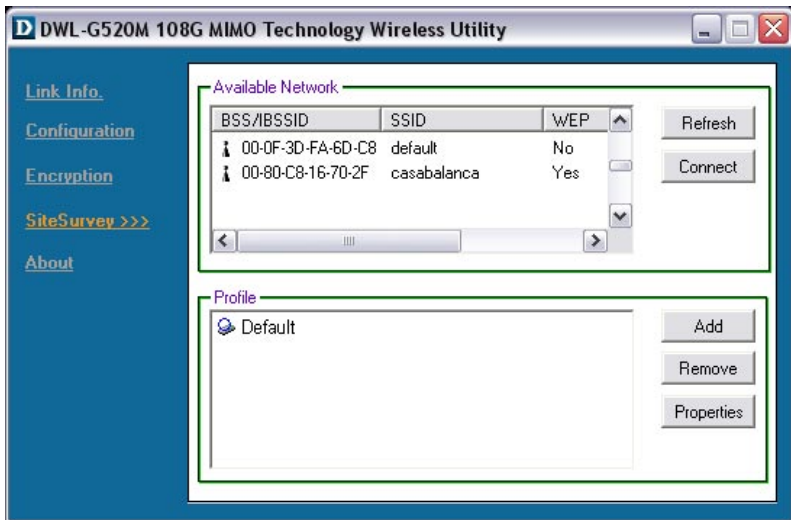 D DWL-G520M 108G MIMO Technology Wireless Utility
Link Info.
Configuration
Encryption
SiteSurvey >>>
About
Available Network
BSS/IBSSID SSID WEP
00-0F-3D-FA-6D-C8 default No
00-80-C8-16-70-2F casabalanca Yes
Refresh
Connect
Profile
Default
Add
Remove
Properties